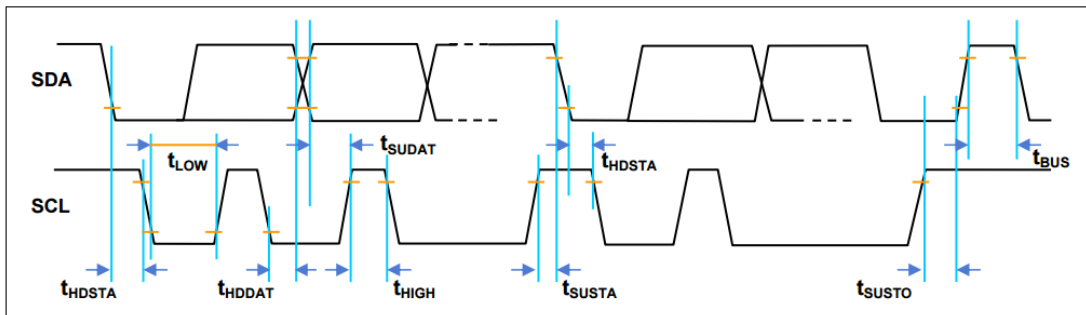 SDA
tSUDAT
tLOW
tHDSTA
tBUS
SCL
tHDSTA
tHDDAT
tHIGH
tSUSTA
tSUSTO